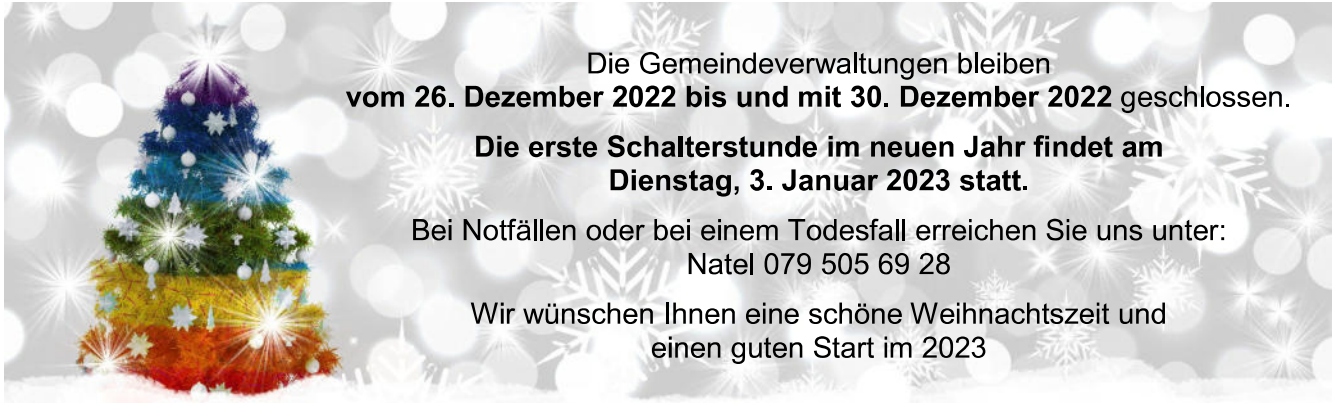 Die Gemeindeverwaltungen bleiben
vom 26. Dezember 2022 bis und mit 30. Dezember 2022 geschlossen.
Die erste Schalterstunde im neuen Jahr findet am
Dienstag, 3. Januar 2023 statt.
Bei Notfällen oder bei einem Todesfall erreichen Sie uns unter:
Natel 079 505 69 28
Wir wünschen Ihnen eine schöne Weihnachtszeit und
einen guten Start im 2023